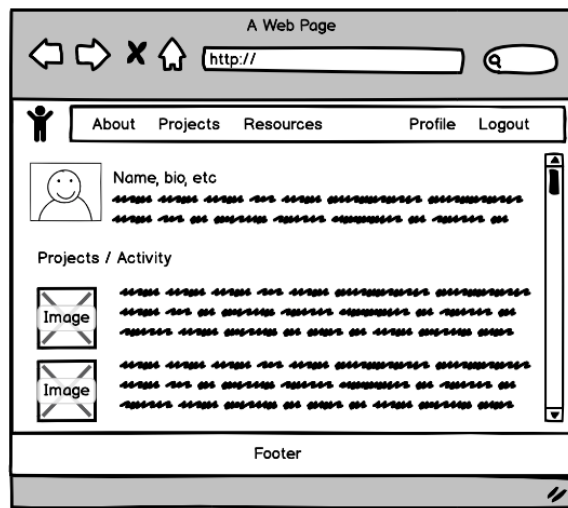 A Web Page
http://
About Projects Resources Profile Logout
Name, bio, etc
Projects / Activity
Image
Image
Footer